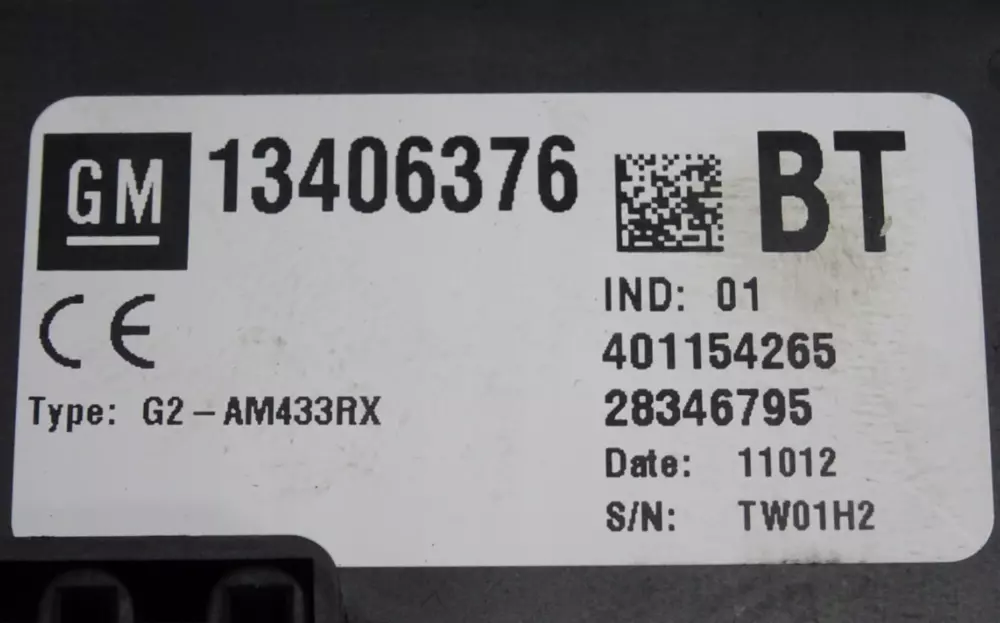 GM 13406376 BT
IND: 01
401154265
CE
28346795
Type: G2-AM433RX
Date: 11012
S/N: TW01H2